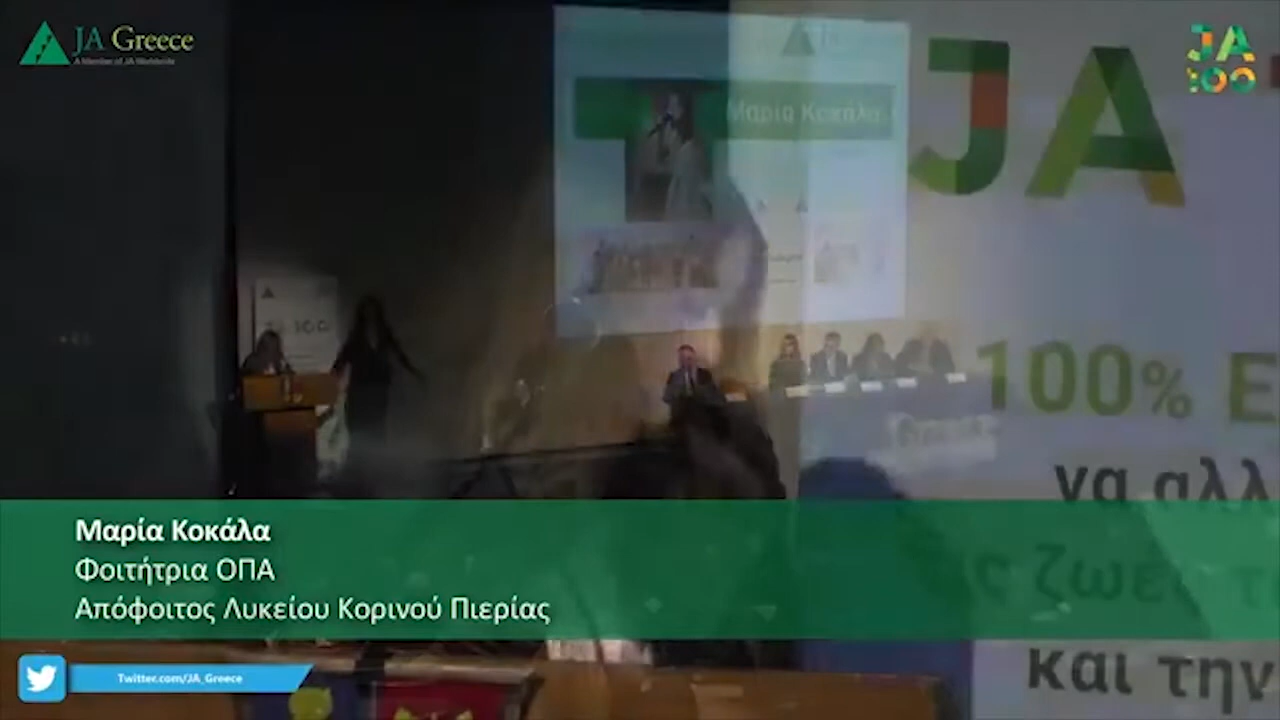 JA Greece
A Member of JA Worldwide
JA
100
Μαρία Κοκάλα
JA
100% Ε
να αλλ
ς ζωές τ
και την
Μαρία Κοκάλα
Φοιτήτρια ΟΠΑ
Απόφοιτος Λυκείου Κορινού Πιερίας
Twitter.com/JA_Greece